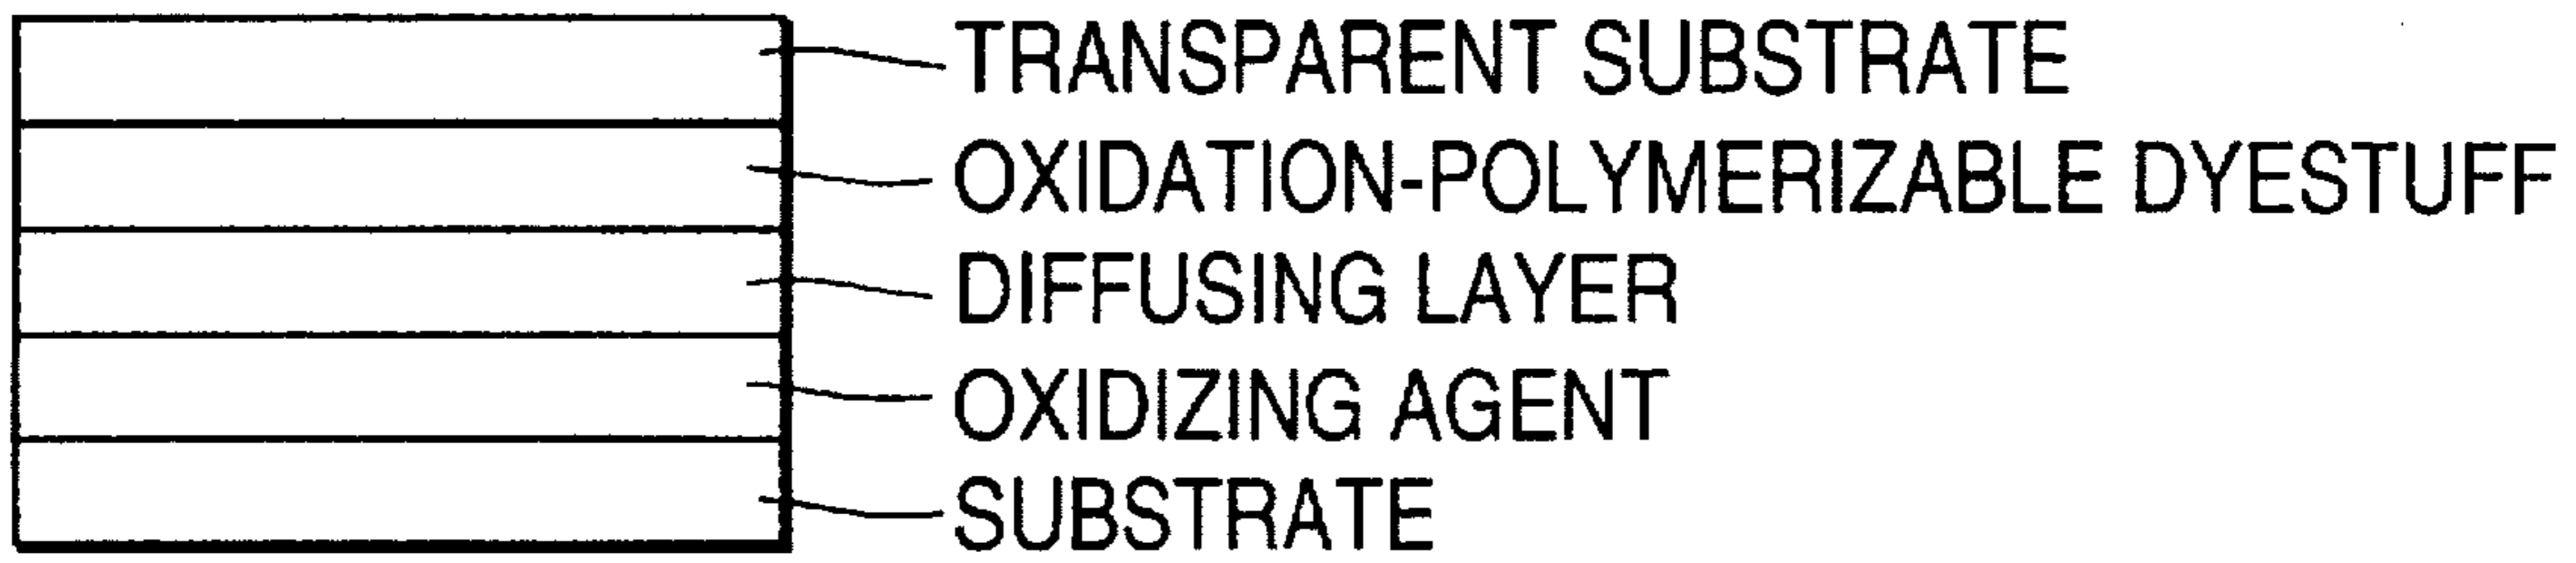 TRANSPARENT SUBSTRATE
OXIDATION-POLYMERIZABLE DYESTUFF
DIFFUSING LAYER
OXIDIZING AGENT
SUBSTRATE